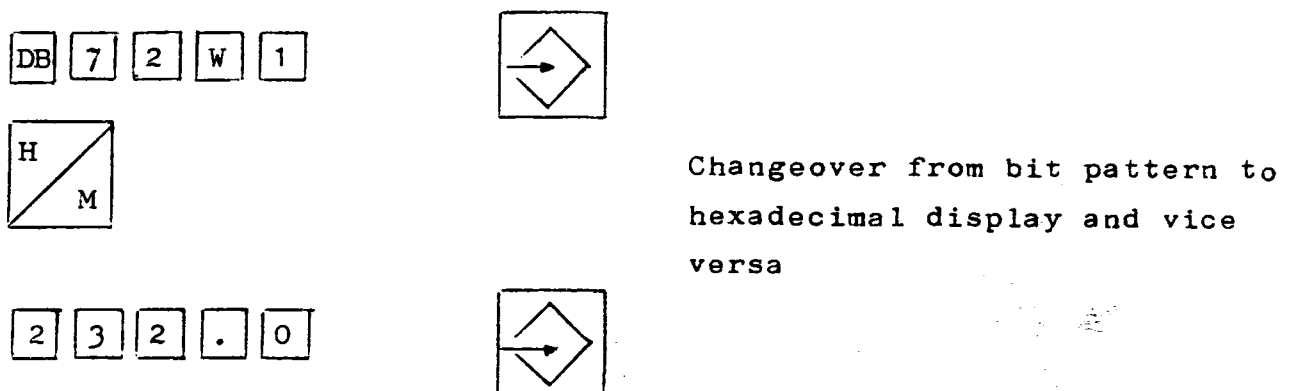 DB 7 2 W 1
H
M
Changeover from bit pattern to
hexadecimal display and vice
versa
2 3 2 . 0